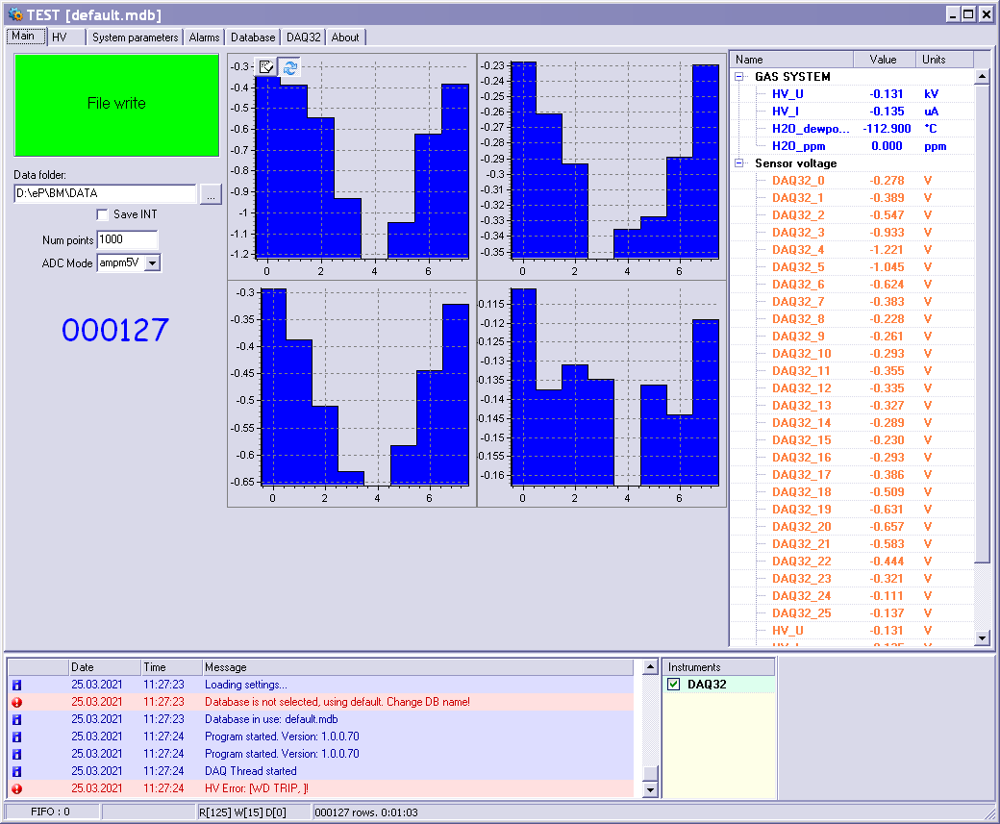 TEST [default.mdb]
Main HV System parameters Alarms Database DAQ32 About
File write
Data folder:
D:\eP\BM\DATA ...
Save INT
Num points 1000
ADC Mode ampm5V
000127
-0.3
-0.4
-0.5
-0.6
-0.7
-0.8
-0.9
-1
-1.1
-1.2
0 2 4 6
-0.23
-0.24
-0.25
-0.26
-0.27
-0.28
-0.29
-0.3
-0.31
-0.32
-0.33
-0.34
-0.35
0 2 4 6
-0.3
-0.35
-0.4
-0.45
-0.5
-0.55
-0.6
-0.65
0 2 4 6
-0.115
-0.12
0.125
-0.13
0.135
-0.14
0.145
-0.15
0.155
-0.16
0 2 4 6
Name Value Units
GAS SYSTEM
HV_U -0.131 kV
HV_I -0.135 uA
H2O_dewpo... -112.900 °C
H2O_ppm 0.000 ppm
Sensor voltage
DAQ32_0 -0.278 V
DAQ32_1 -0.389 V
DAQ32_2 -0.547 V
DAQ32_3 -0.933 V
DAQ32_4 -1.221 V
DAQ32_5 -1.045 V
DAQ32_6 -0.624 V
DAQ32_7 -0.383 V
DAQ32_8 -0.228 V
DAQ32_9 -0.261 V
DAQ32_10 -0.293 V
DAQ32_11 -0.355 V
DAQ32_12 -0.335 V
DAQ32_13 -0.327 V
DAQ32_14 -0.289 V
DAQ32_15 -0.230 V
DAQ32_16 -0.293 V
DAQ32_17 -0.386 V
DAQ32_18 -0.509 V
DAQ32_19 -0.631 V
DAQ32_20 -0.657 V
DAQ32_21 -0.583 V
DAQ32_22 -0.444 V
DAQ32_23 -0.321 V
DAQ32_24 -0.111 V
DAQ32_25 -0.137 V
HV_U -0.131 V
Date Time Message
25.03.2021 11:27:23 Loading settings...
25.03.2021 11:27:23 Database is not selected, using default. Change DB name!
25.03.2021 11:27:23 Database in use: default.mdb
25.03.2021 11:27:24 Program started. Version: 1.0.0.70
25.03.2021 11:27:24 Program started. Version: 1.0.0.70
25.03.2021 11:27:24 DAQ Thread started
25.03.2021 11:27:24 HV Error: [WD TRIP, ]!
Instruments
DAQ32
FIFO : 0 R[125] W[15] D[0] 000127 rows. 0:01:03